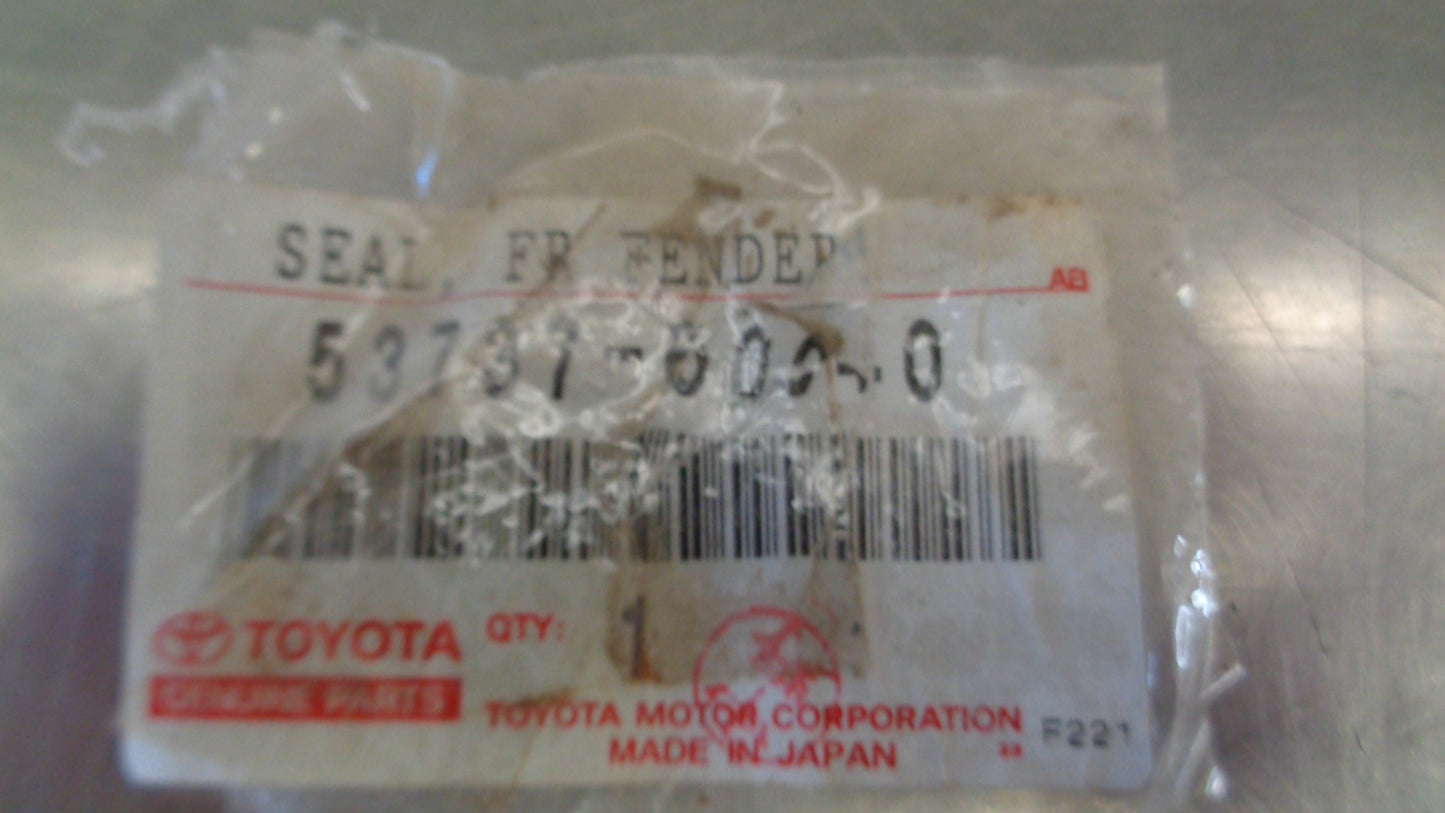 SEAL, FR FENDER
AB
TOYOTA
GENUINE PARTS
QTY: 1
TOYOTA MOTOR CORPORATION
MADE IN JAPAN
F221